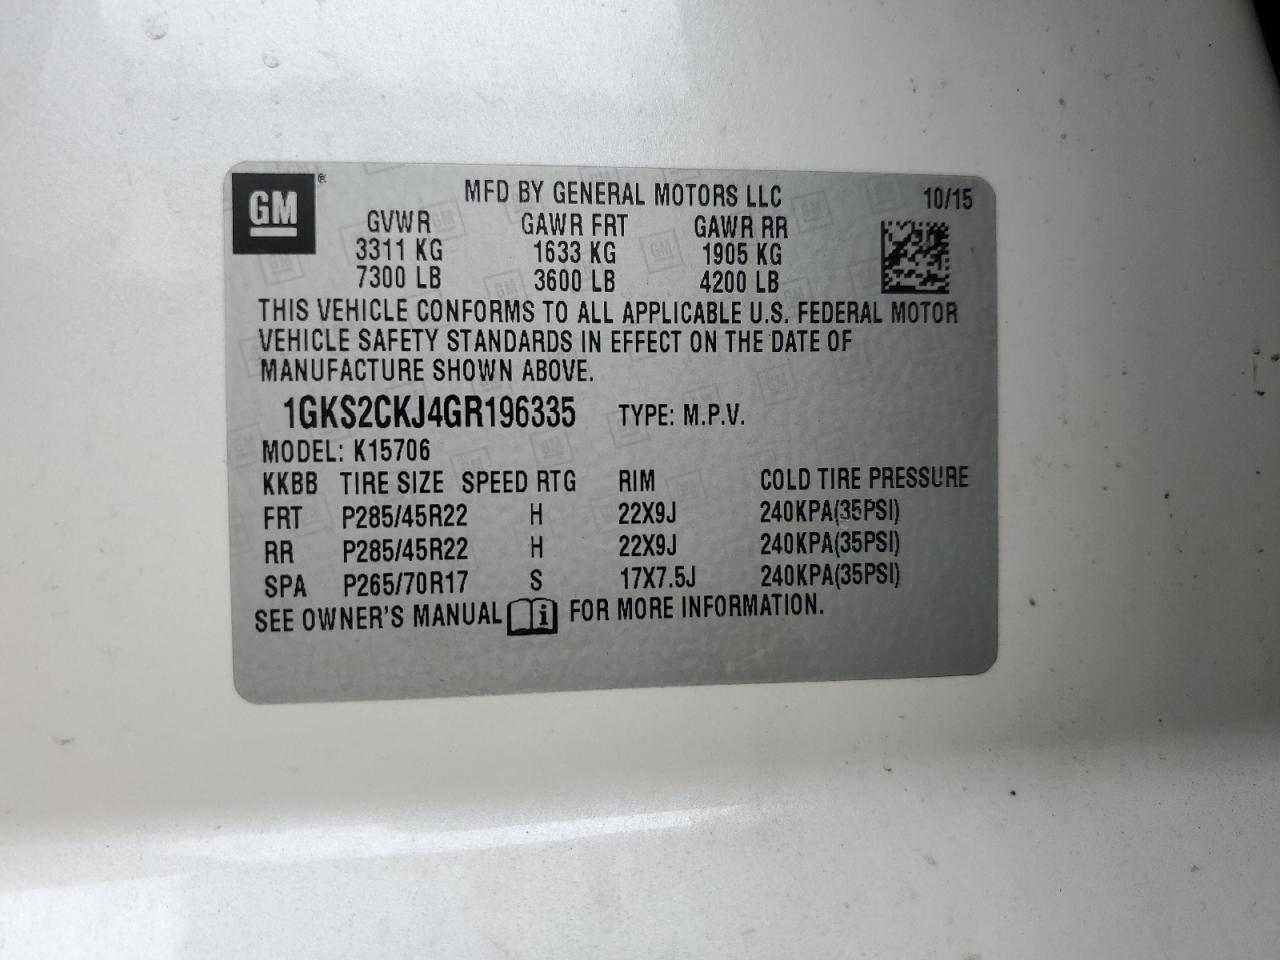 GM®
MFD BY GENERAL MOTORS LLC 10/15
GVWR GAWR FRT GAWR RR
3311 KG 1633 KG 1905 KG
7300 LB 3600 LB 4200 LB
THIS VEHICLE CONFORMS TO ALL APPLICABLE U.S. FEDERAL MOTOR
VEHICLE SAFETY STANDARDS IN EFFECT ON THE DATE OF
MANUFACTURE SHOWN ABOVE.
1GKS2CKJ4GR196335 TYPE: M.P.V.
MODEL: K15706
KKBB TIRE SIZE SPEED RTG RIM COLD TIRE PRESSURE
FRT P285/45R22 H 22X9J 240KPA(35PSI)
RR P285/45R22 H 22X9J 240KPA(35PSI)
SPA P265/70R17 S 17X7.5J 240KPA(35PSI)
SEE OWNER'S MANUAL i FOR MORE INFORMATION.